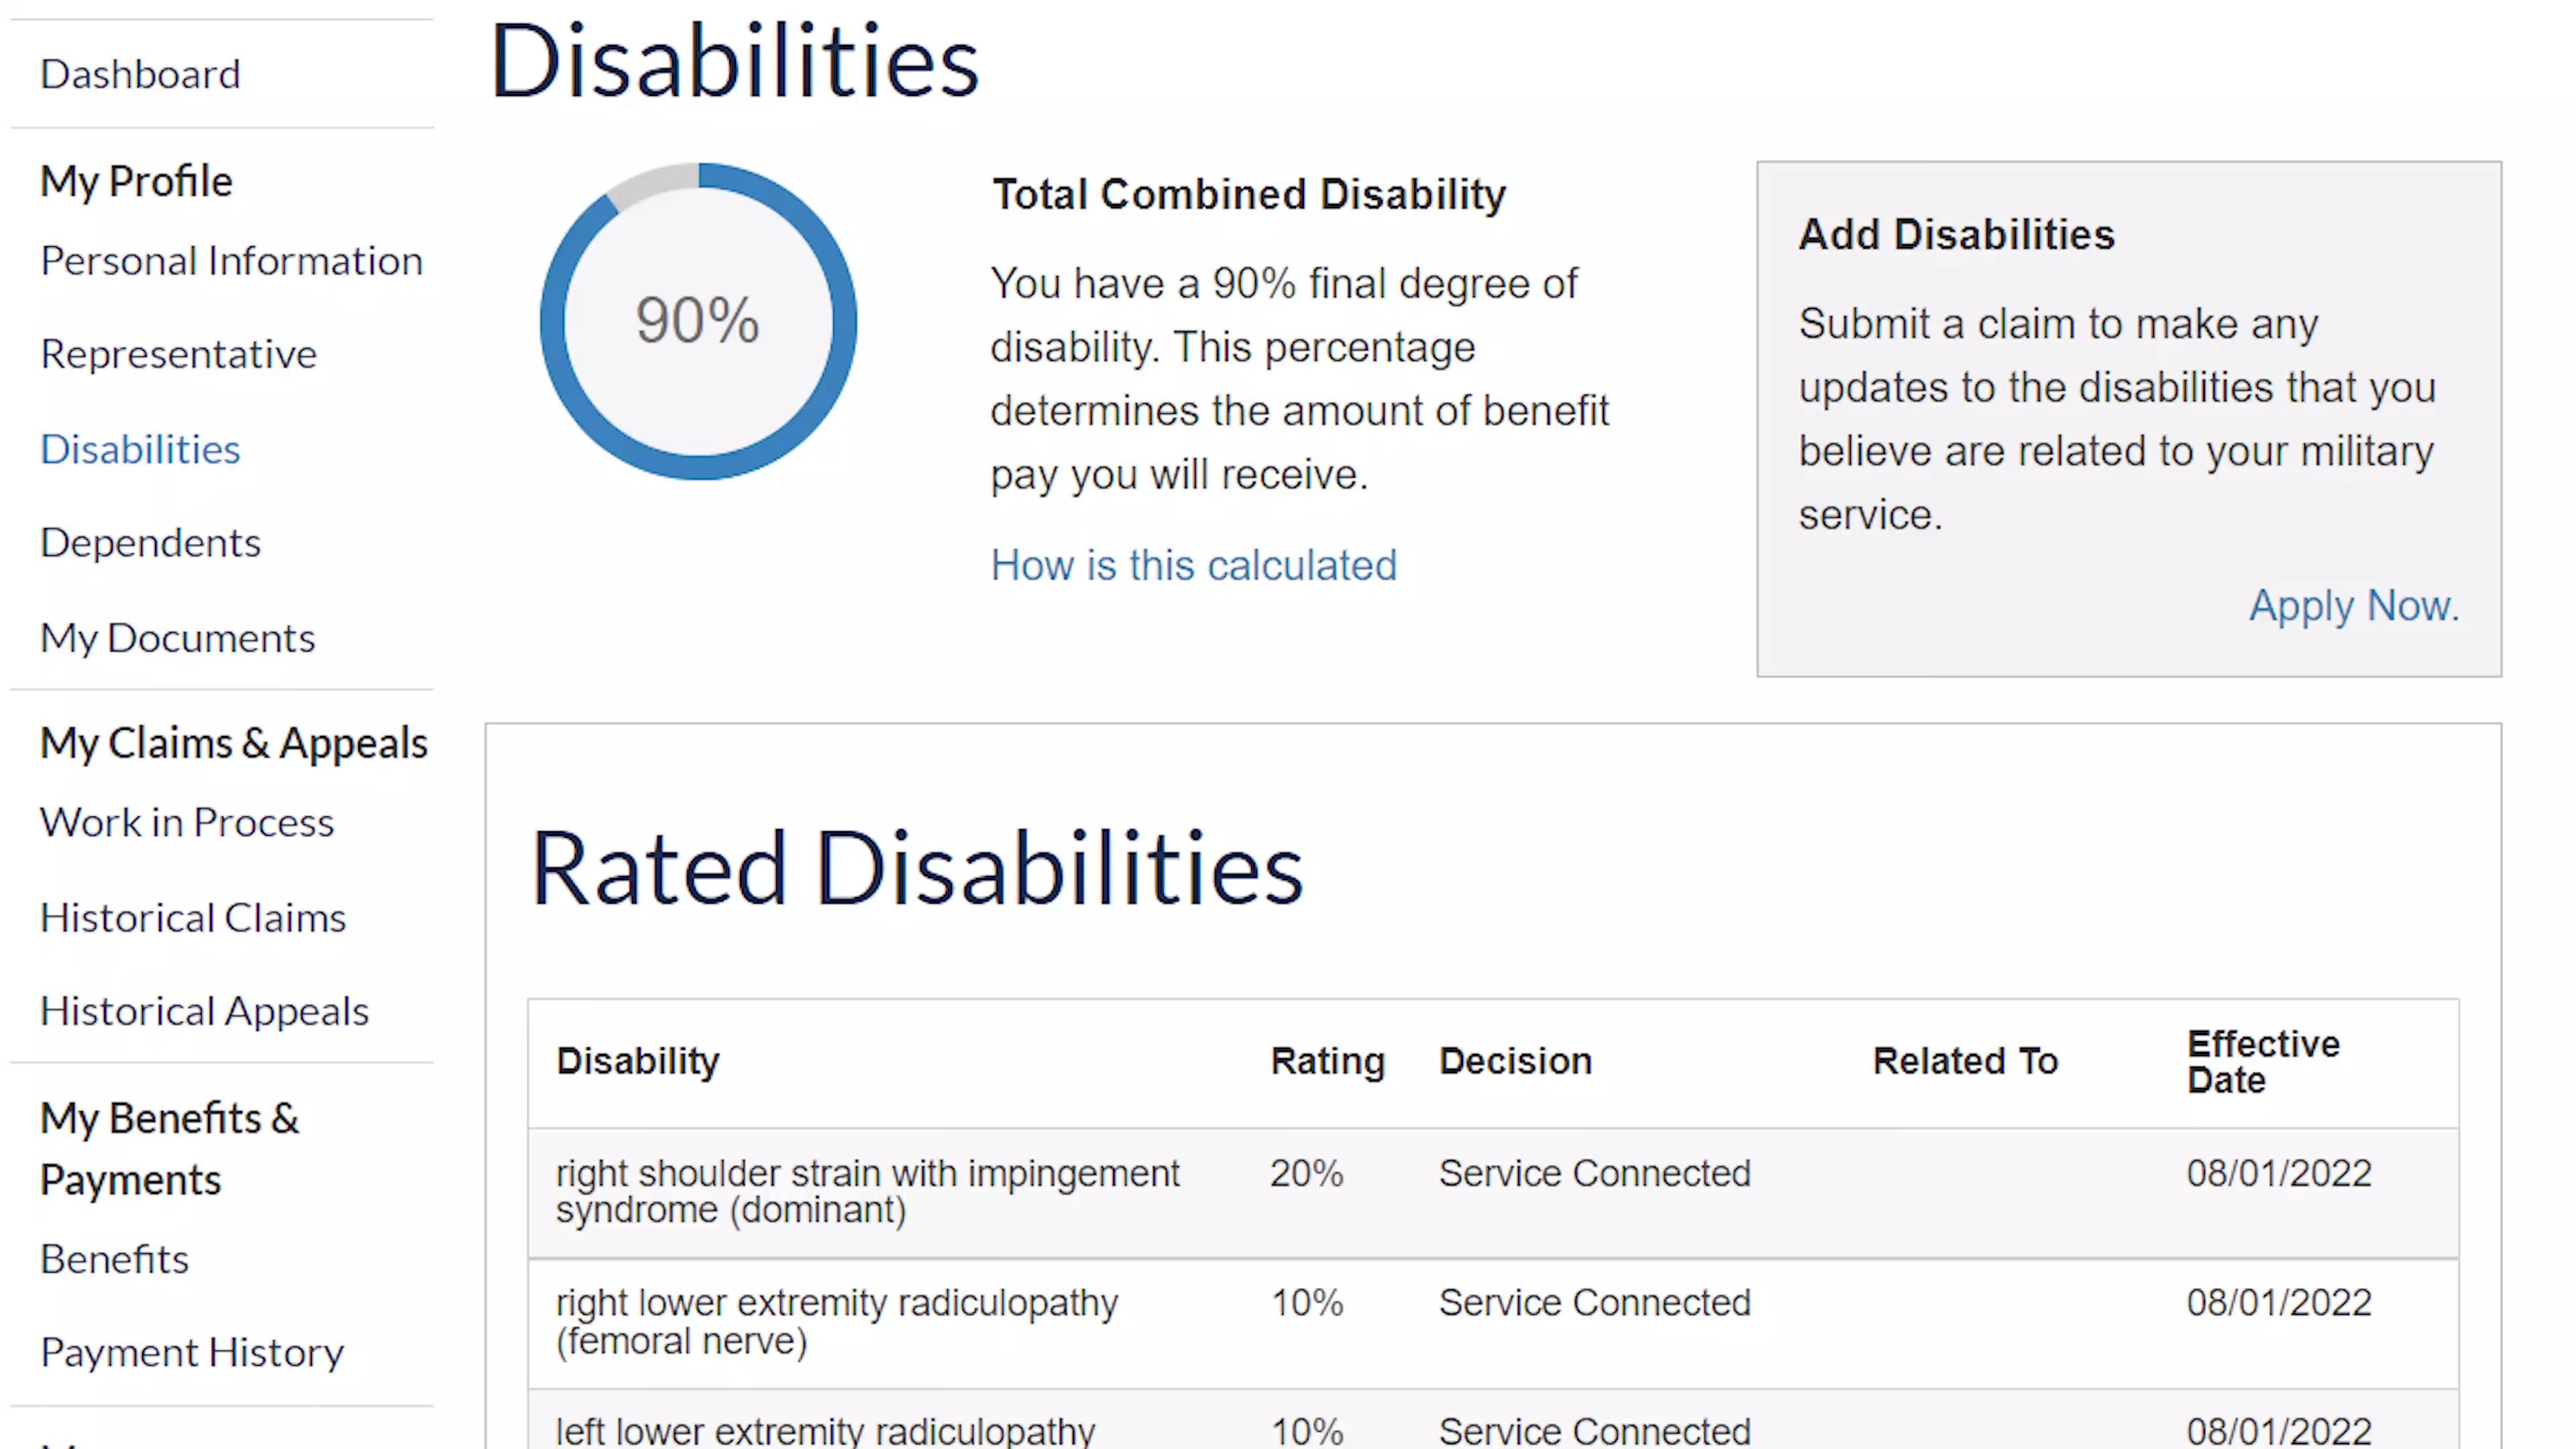 Dashboard
My Profile
Personal Information
Representative
Disabilities
Dependents
My Documents
My Claims & Appeals
Work in Process
Historical Claims
Historical Appeals
My Benefits &
Payments
Benefits
Payment History
Disabilities
90%
Total Combined Disability
You have a 90% final degree of
disability. This percentage
determines the amount of benefit
pay you will receive.
How is this calculated
Add Disabilities
Submit a claim to make any
updates to the disabilities that you
believe are related to your military
service.
Apply Now.
Rated Disabilities
Disability Rating Decision Related To Effective
Date
right shoulder strain with impingement 20% Service Connected 08/01/2022
syndrome (dominant)
right lower extremity radiculopathy 10% Service Connected 08/01/2022
(femoral nerve)
left lower extremity radiculopathy 10% Service Connected 08/01/2022